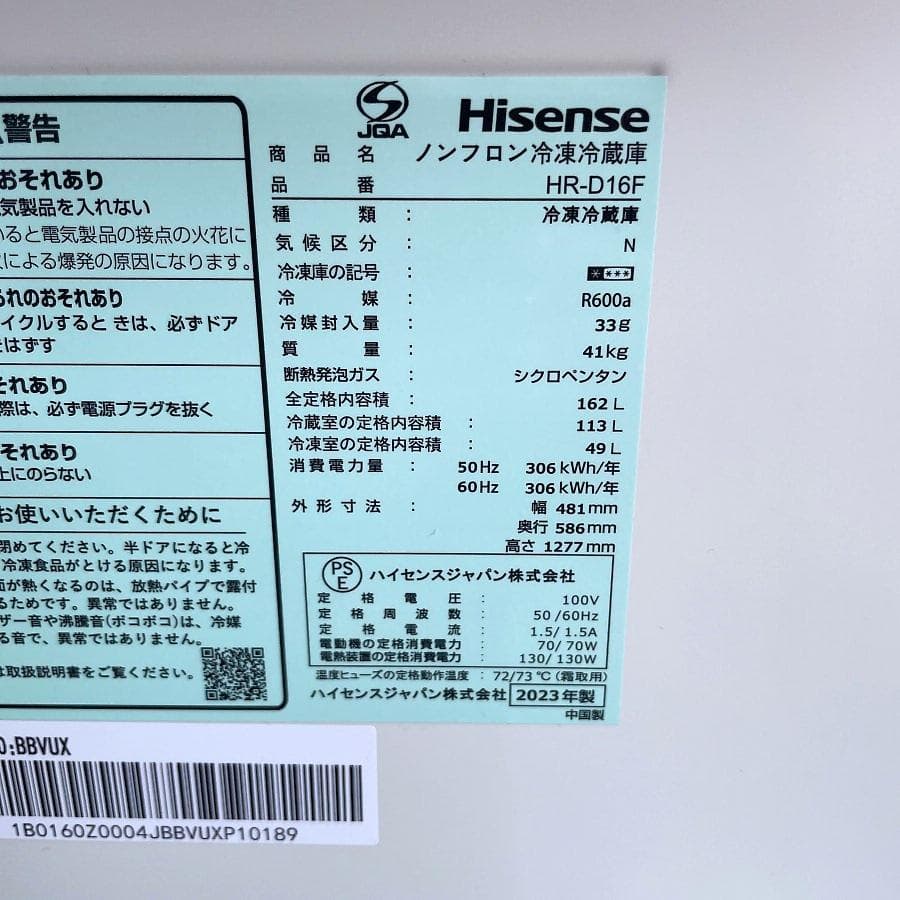 警告
おそれあり
気製品を入れない
いると電気製品の接点の火花に
による爆発の原因になります。
られのおそれあり
イクルするときは、必ずドア
はずす
それあり
際は、必ず電源プラグを抜く
それあり
上にのらない
お使いいただくために
閉めてください。半ドアになると冷
冷凍食品がとける原因になります。
面が熱くなるのは、放熱パイプで露付
るためです。異常ではありません。
ザー音や沸騰音(ポコポコ)は、冷媒
る音で、異常ではありません。
は取扱説明書をご覧ください。
JQA
Hisense
商品名 ノンフロン冷凍冷蔵庫
品番 HR-D16F
種類 : 冷凍冷蔵庫
気候区分 : N
冷凍庫の記号 : ****
冷媒 : R600a
冷媒封入量 : 33g
質量 : 41kg
断熱発泡ガス : シクロペンタン
全定格内容積 : 162 L
冷蔵室の定格内容積 : 113 L
冷凍室の定格内容積 : 49 L
消費電力量 : 50Hz 306 kWh/年
60Hz 306 kWh/年
外形寸法 : 幅 481mm
奥行 586mm
高さ 1277mm
PSE ハイセンスジャパン株式会社
定格電圧 : 100V
定格周波数 : 50/60Hz
定格電流 : 1.5/1.5A
電動機の定格消費電力 : 70/70W
電熱装置の定格消費電力 : 130/130W
温度ヒューズの定格動作温度 : 72/73℃(霜取用)
ハイセンスジャパン株式会社 2023年製
中国製
D:BBVUX
1B0160Z0004JBBVUXP10189